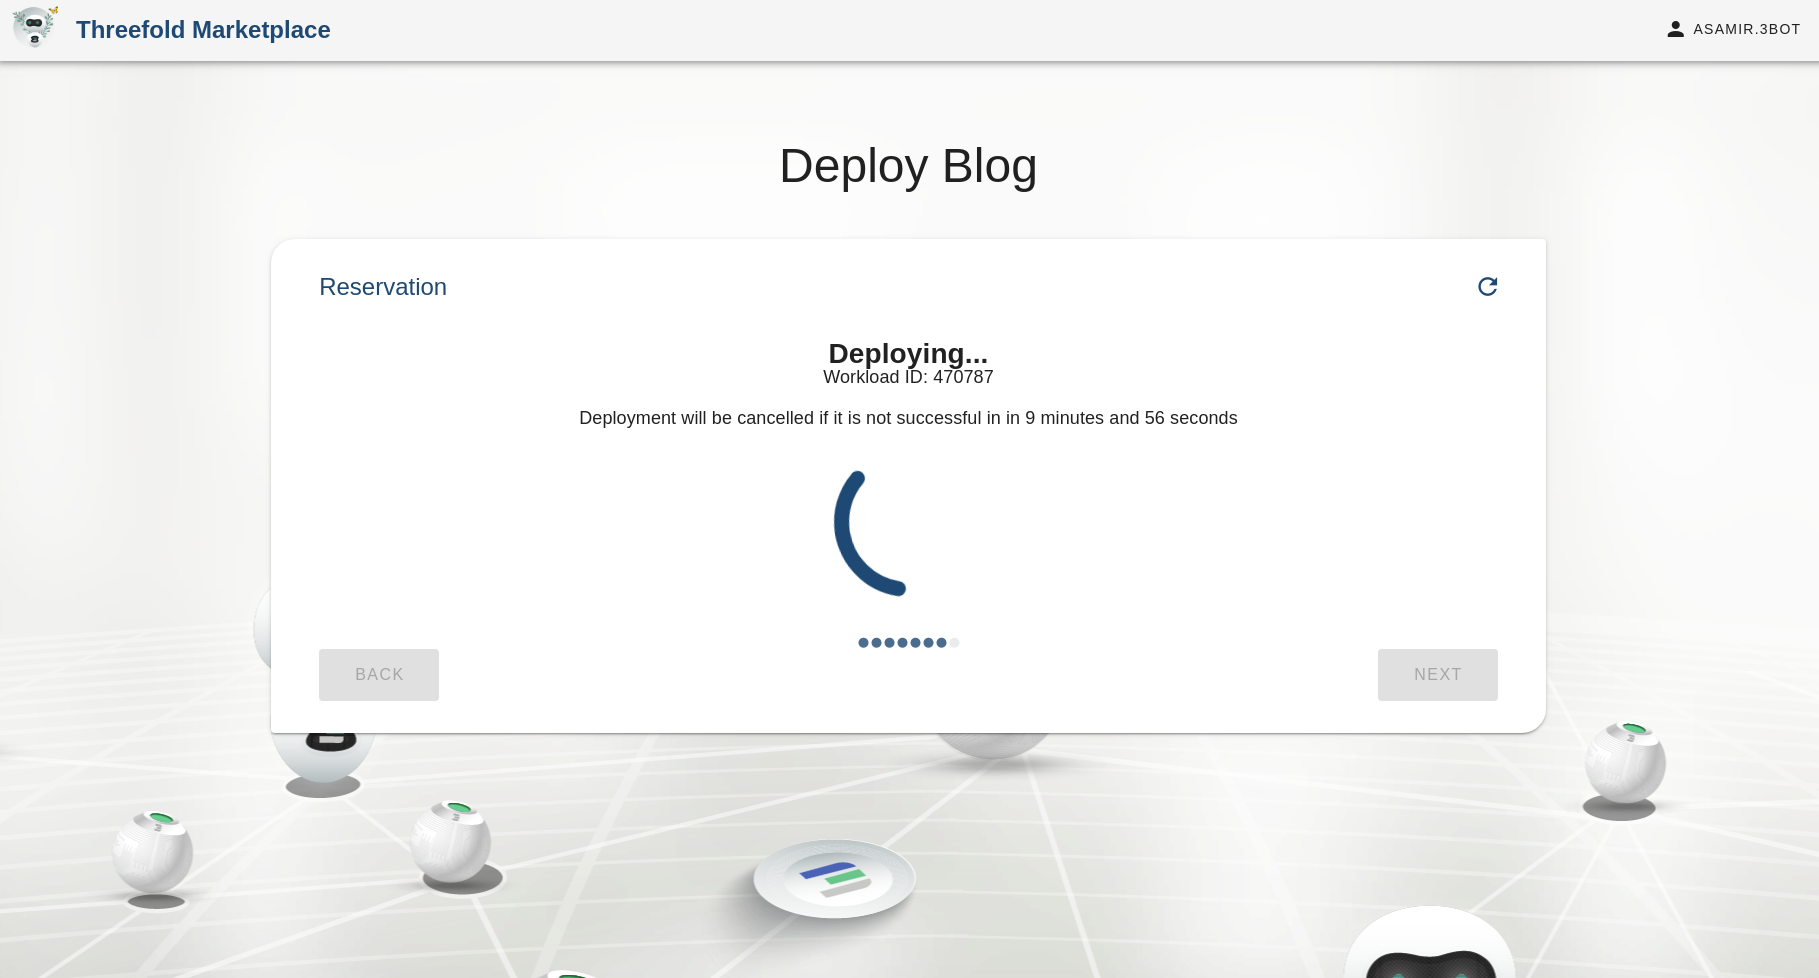 Threefold Marketplace
ASAMIR.3BOT
Deploy Blog
Reservation
Deploying...
Workload ID: 470787
Deployment will be cancelled if it is not successful in in 9 minutes and 56 seconds
BACK
NEXT